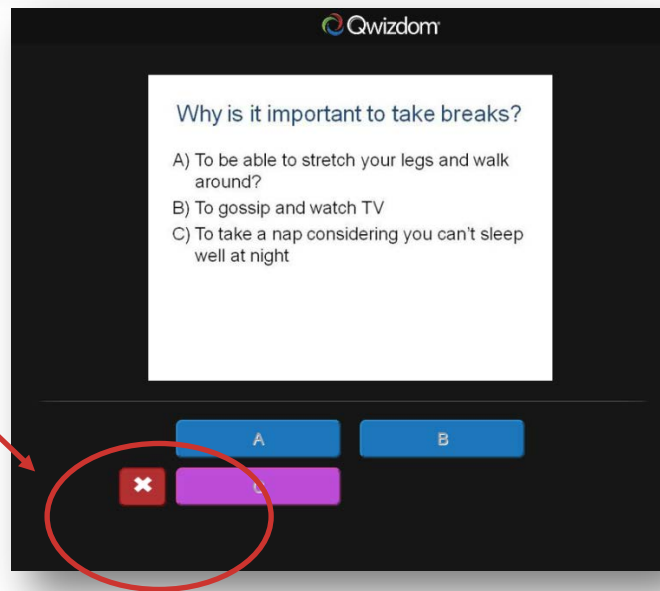 Qwizdom
Why is it important to take breaks?
A) To be able to stretch your legs and walk
around?
B) To gossip and watch TV
C) To take a nap considering you can't sleep
well at night
A
B
C